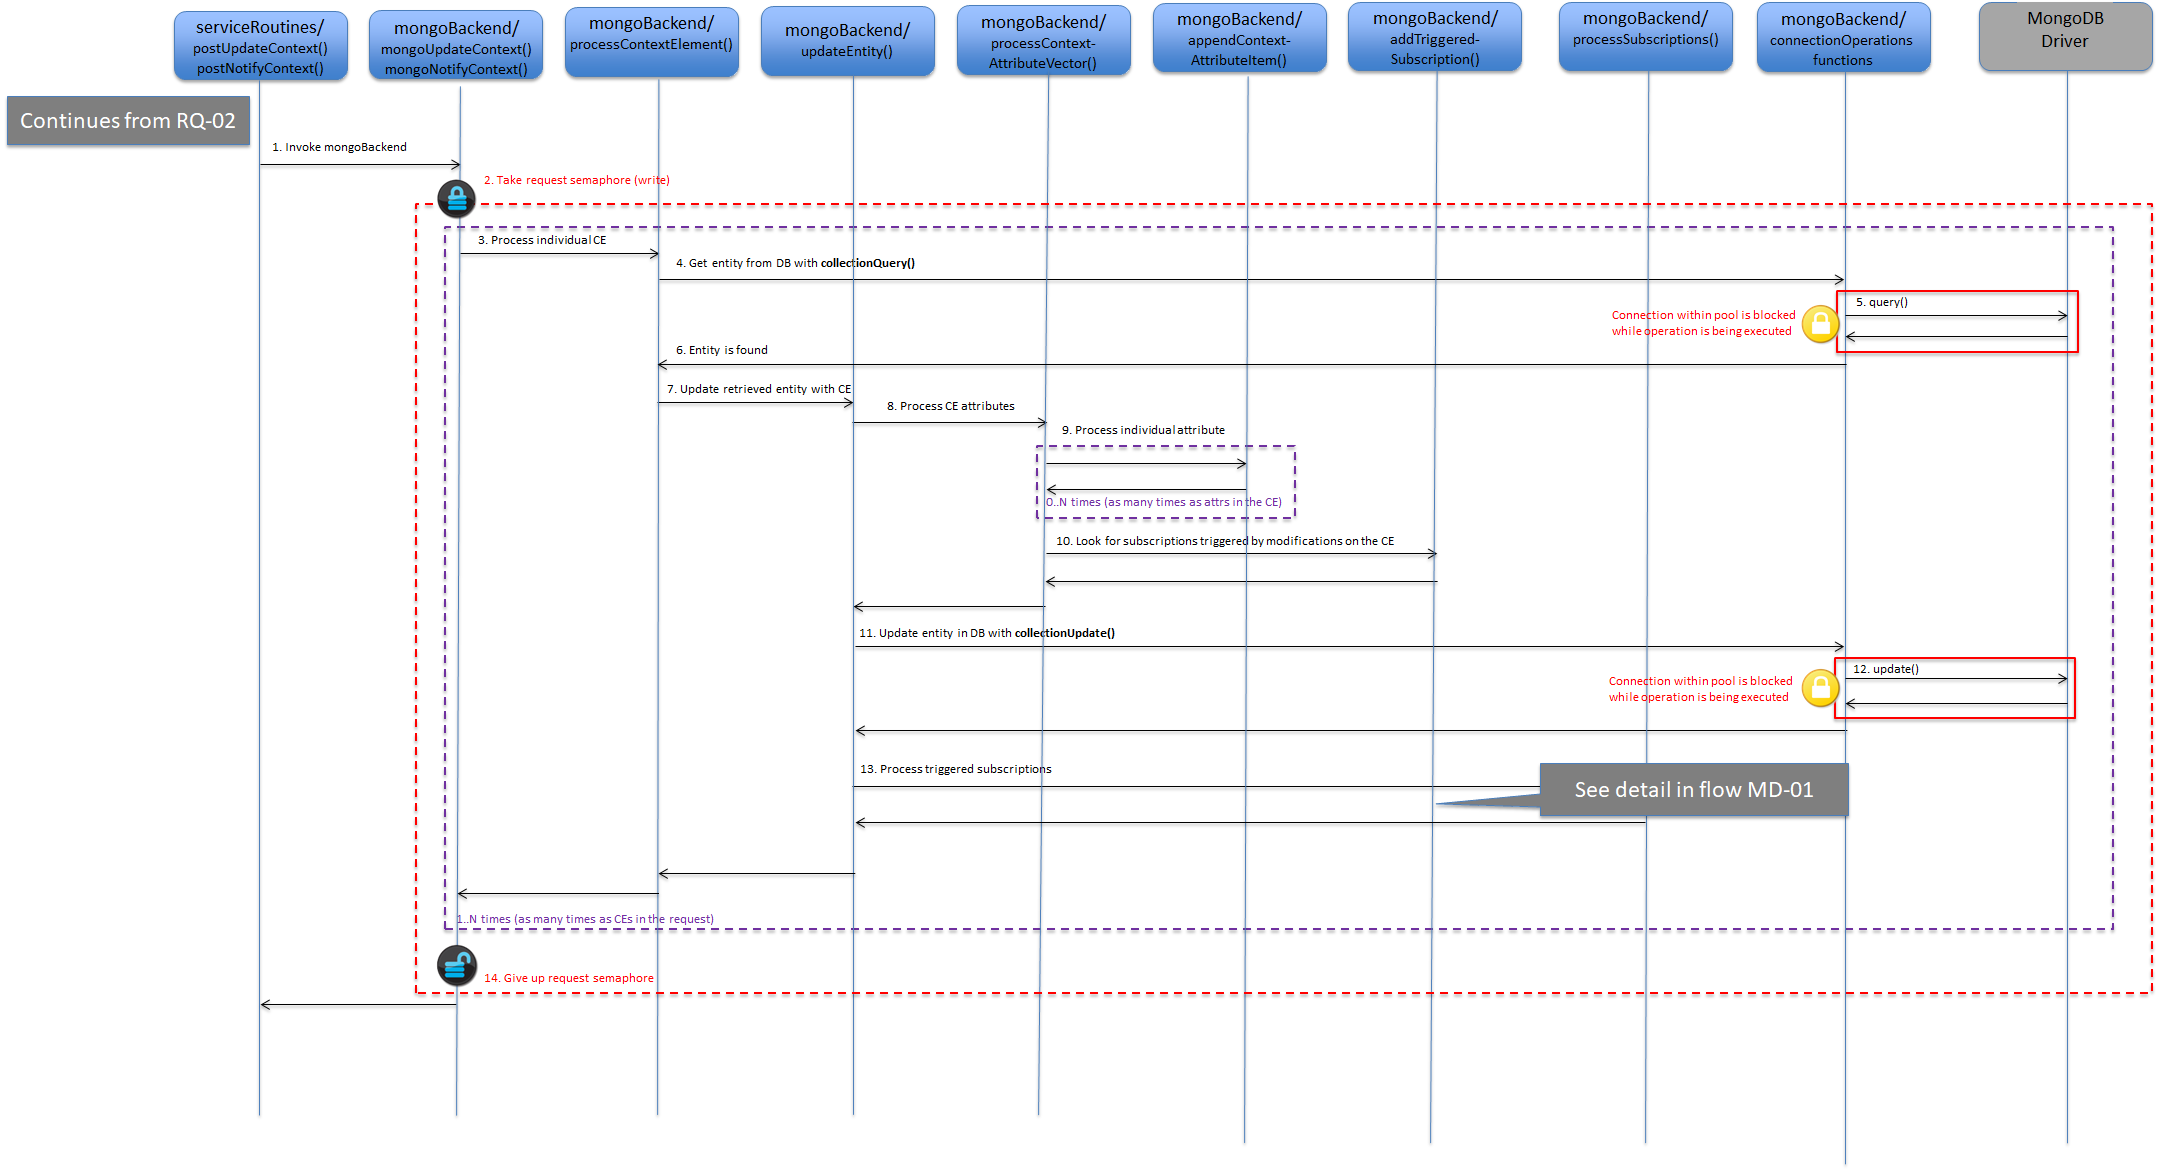 serviceRoutines/
postUpdateContext()
postNotifyContext()
mongoBackend/
mongoUpdateContext()
mongoNotifyContext()
mongoBackend/
processContextElement()
mongoBackend/
updateEntity()
mongoBackend/
processContext-
AttributeVector()
mongoBackend/
appendContext-
AttributeItem()
mongoBackend/
addTriggered-
Subscription()
mongoBackend/
processSubscriptions()
mongoBackend/
connectionOperations
functions
MongoDB
Driver
Continues from RQ-02
1. Invoke mongoBackend
2. Take request semaphore (write)
3. Process individual CE
4. Get entity from DB with collectionQuery()
5. query()
Connection within pool is blocked
while operation is being executed
6. Entity is found
7. Update retrieved entity with CE
8. Process CE attributes
9. Process individual attribute
0..N times (as many times as attrs in the CE)
10. Look for subscriptions triggered by modifications on the CE
11. Update entity in DB with collectionUpdate()
12. update()
Connection within pool is blocked
while operation is being executed
13. Process triggered subscriptions
See detail in flow MD-01
1..N times (as many times as CEs in the request)
14. Give up request semaphore